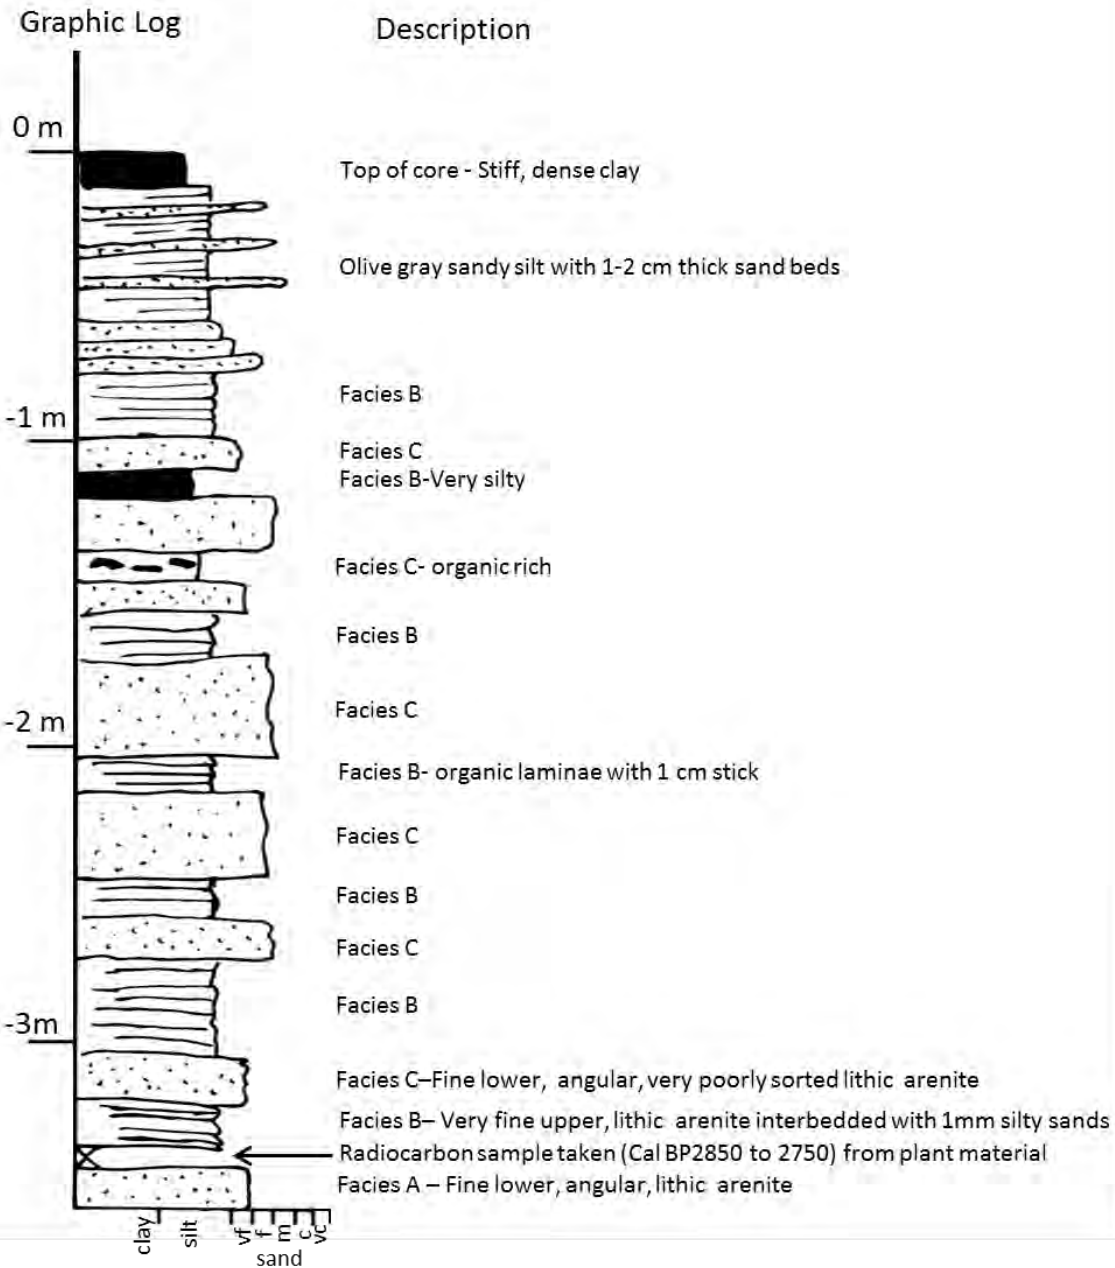 Graphic Log
Description
0 m
Top of core - Stiff, dense clay
Olive gray sandy silt with 1-2 cm thick sand beds
Facies B
-1 m
Facies C
Facies B-Very silty
Facies C- organic rich
Facies B
Facies C
-2 m
Facies B- organic laminae with 1 cm stick
Facies C
Facies B
Facies C
Facies B
-3m
Facies C–Fine lower, angular, very poorly sorted lithic arenite
Facies B– Very fine upper, lithic arenite interbedded with 1mm silty sands
Radiocarbon sample taken (Cal BP2850 to 2750) from plant material
Facies A – Fine lower, angular, lithic arenite
clay
silt
vf
f
m
c
vc
sand